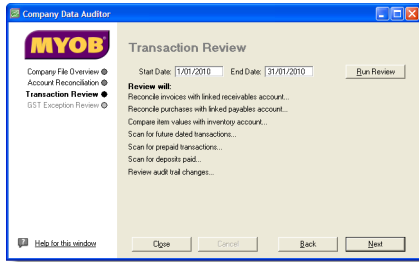 Company Data Auditor
MYOB
Company File Overview
Account Reconciliation
Transaction Review
GST Exception Review
Help for this window
Transaction Review
Start Date: 1/01/2010 End Date: 31/01/2010 Run Review
Review will:
Reconcile invoices with linked receivables account...
Reconcile purchases with linked payables account...
Compare item values with inventory account...
Scan for future dated transactions...
Scan for prepaid transactions...
Scan for deposits paid...
Review audit trail changes...
Close Cancel Back Next